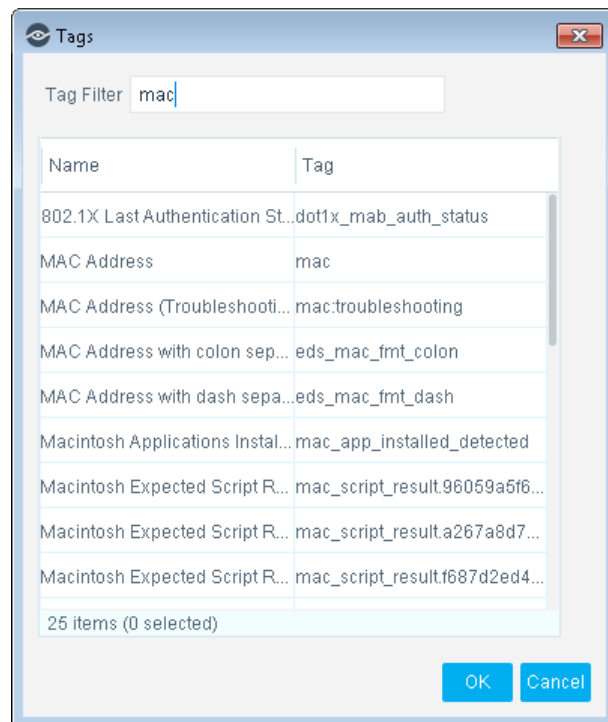 Tags
Tag Filter mac
Name Tag
802.1X Last Authentication St... dot1x_mab_auth_status
MAC Address mac
MAC Address (Troubleshooti... mac:troubleshooting
MAC Address with colon sep... eds_mac_fmt_colon
MAC Address with dash sepa... eds_mac_fmt_dash
Macintosh Applications Instal... mac_app_installed_detected
Macintosh Expected Script R... mac_script_result.96059a5f6...
Macintosh Expected Script R... mac_script_result.a267a8d7...
Macintosh Expected Script R... mac_script_result.f687d2ed4...
25 items (0 selected)
OK Cancel